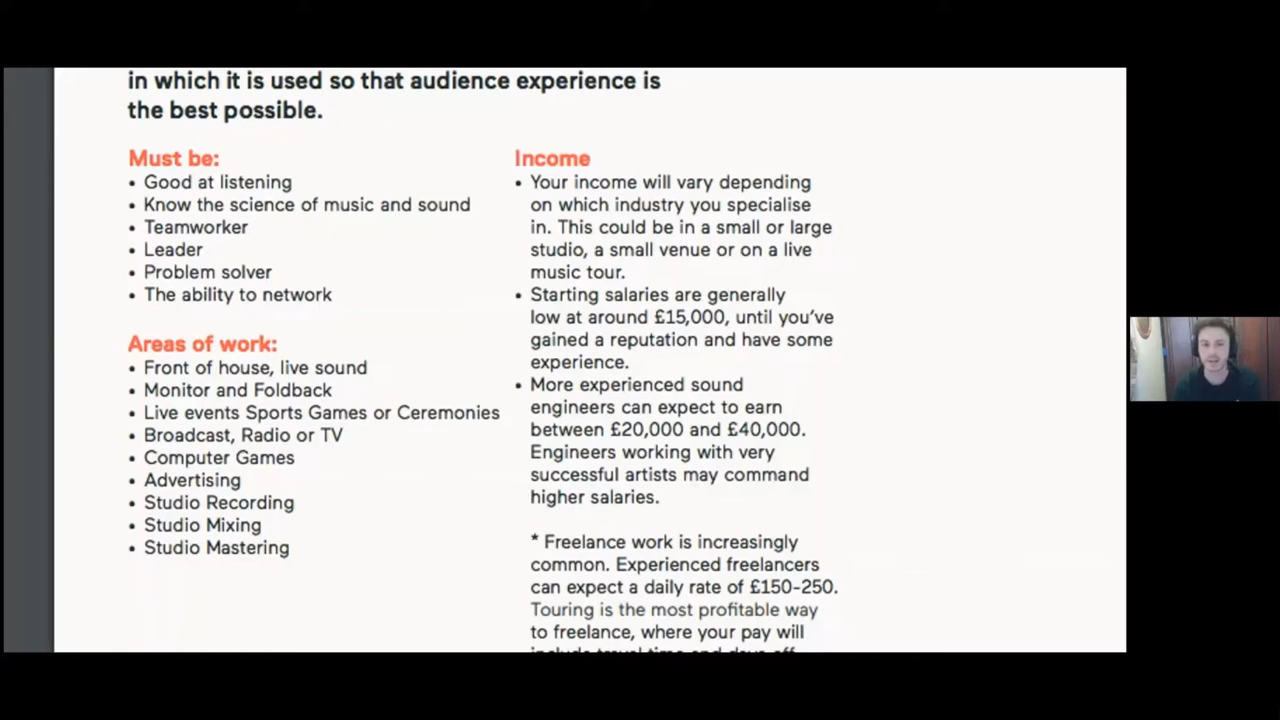 in which it is used so that audience experience is
the best possible.
Must be:
• Good at listening
• Know the science of music and sound
• Teamworker
• Leader
• Problem solver
• The ability to network
Areas of work:
• Front of house, live sound
• Monitor and Foldback
• Live events Sports Games or Ceremonies
• Broadcast, Radio or TV
• Computer Games
• Advertising
• Studio Recording
• Studio Mixing
• Studio Mastering
Income
• Your income will vary depending
on which industry you specialise
in. This could be in a small or large
studio, a small venue or on a live
music tour.
• Starting salaries are generally
low at around £15,000, until you’ve
gained a reputation and have some
experience.
• More experienced sound
engineers can expect to earn
between £20,000 and £40,000.
Engineers working with very
successful artists may command
higher salaries.
* Freelance work is increasingly
common. Experienced freelancers
can expect a daily rate of £150-250.
Touring is the most profitable way
to freelance, where your pay will
include travel time and days off